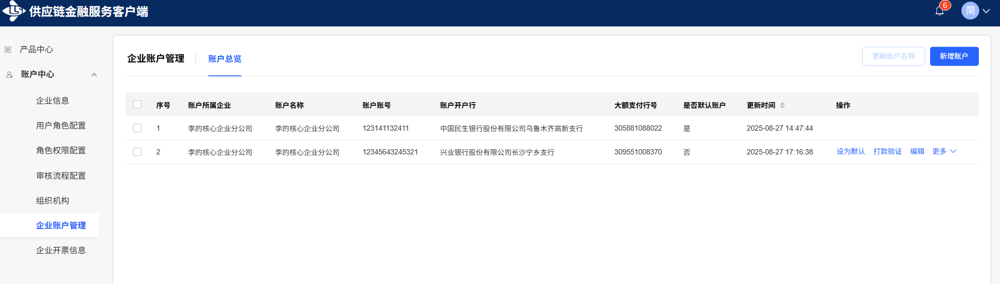 供应链金融服务客户端
6
简
产品中心
账户中心
企业信息
用户角色配置
角色权限配置
审核流程配置
组织机构
企业账户管理
企业开票信息
企业账户管理 账户总览 更新账户名称 新增账户
序号 账户所属企业 账户名称 账户账号 账户开户行 大额支付行号 是否默认账户 更新时间 操作
1 李的核心企业分公司 李的核心企业分公司 123141132411 中国民生银行股份有限公司乌鲁木齐高新支行 305881088022 是 2025-08-27 14:47:44
2 李的核心企业分公司 李的核心企业分公司 12345643245321 兴业银行股份有限公司长沙宁乡支行 309551008370 否 2025-08-27 17:16:38 设为默认 打款验证 编辑 更多